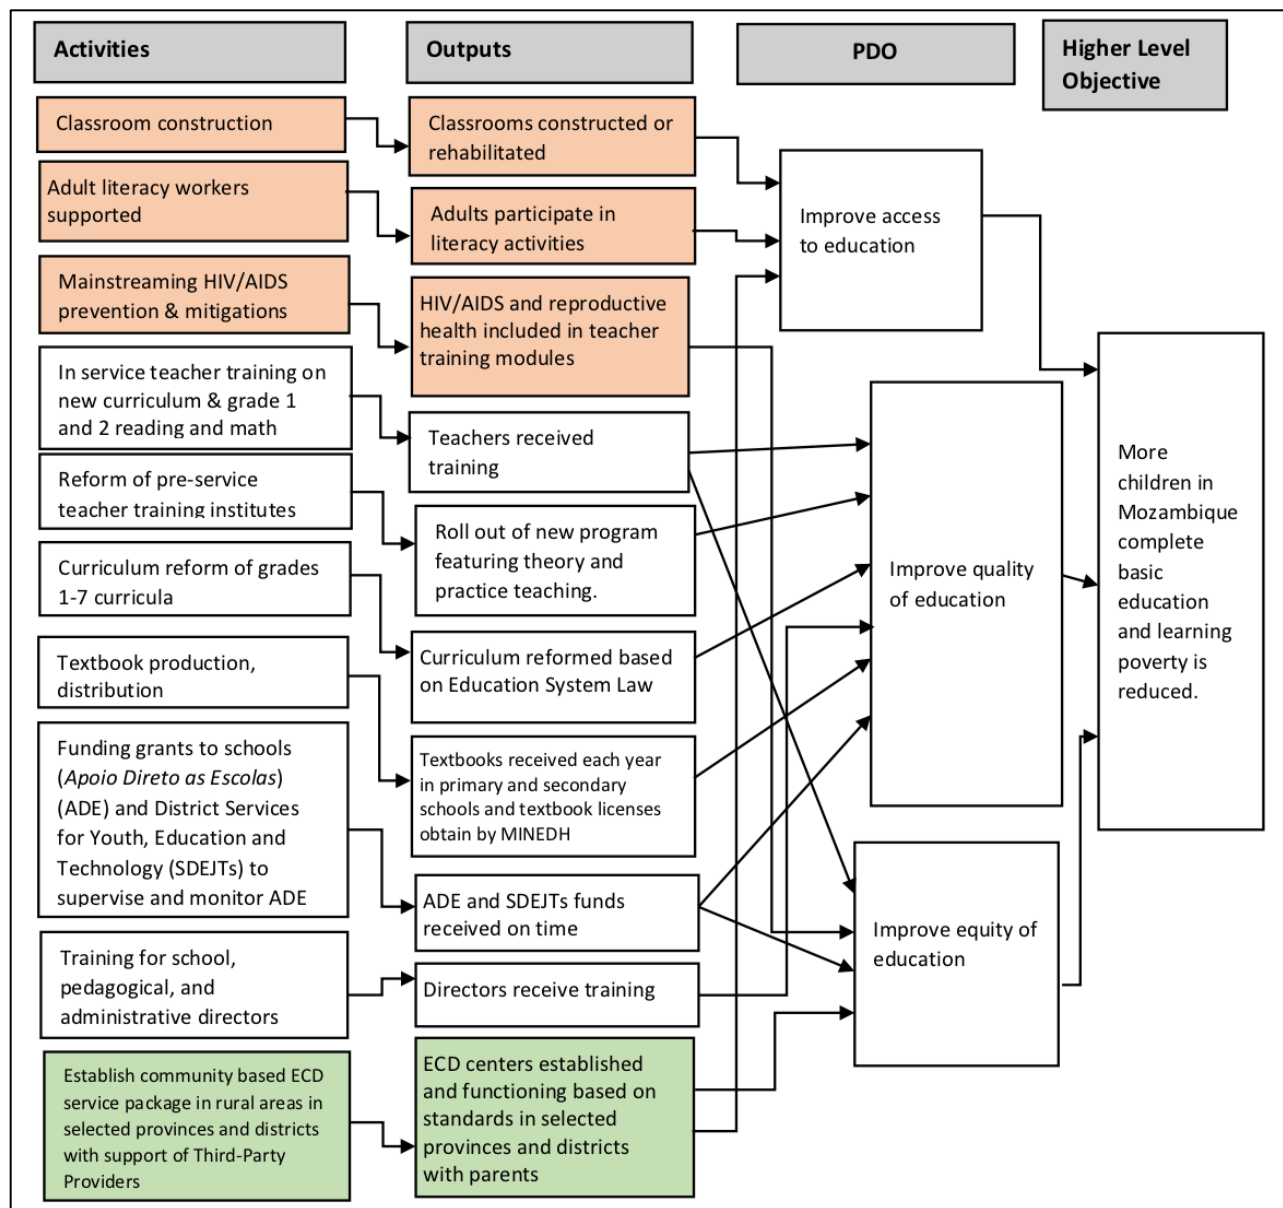 Activities
Outputs
PDO
Higher Level
Objective
Classroom construction
Adult literacy workers
supported
Mainstreaming HIV/AIDS
prevention & mitigations
In service teacher training on
new curriculum & grade 1
and 2 reading and math
Reform of pre-service
teacher training institutes
Curriculum reform of grades
1-7 curricula
Textbook production,
distribution
Funding grants to schools
(Apoio Direto as Escolas)
(ADE) and District Services
for Youth, Education and
Technology (SDEJTs) to
supervise and monitor ADE
Training for school,
pedagogical, and
administrative directors
Establish community based ECD
service package in rural areas in
selected provinces and districts
with support of Third-Party
Providers
Classrooms constructed or
rehabilitated
Adults participate in
literacy activities
HIV/AIDS and reproductive
health included in teacher
training modules
Teachers received
training
Roll out of new program
featuring theory and
practice teaching.
Curriculum reformed based
on Education System Law
Textbooks received each year
in primary and secondary
schools and textbook licenses
obtain by MINEDH
ADE and SDEJTs funds
received on time
Directors receive training
ECD centers established
and functioning based on
standards in selected
provinces and districts
with parents
Improve access
to education
Improve quality
of education
Improve equity of
education
More
children in
Mozambique
complete
basic
education
and learning
poverty is
reduced.